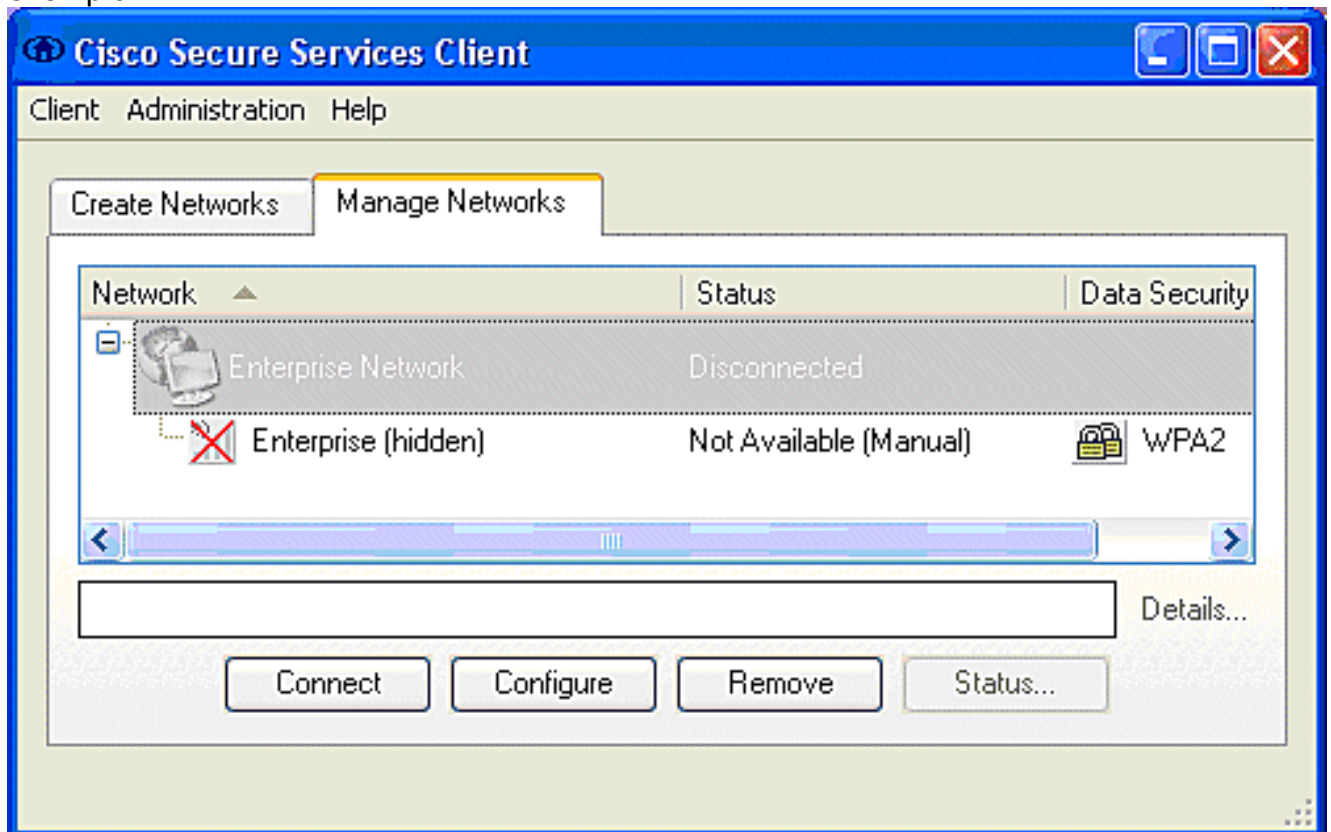 Cisco Secure Services Client
Client Administration Help
Create Networks Manage Networks
Network Status Data Security
Enterprise Network Disconnected
Enterprise (hidden) Not Available (Manual) WPA2
Details...
Connect Configure Remove Status...